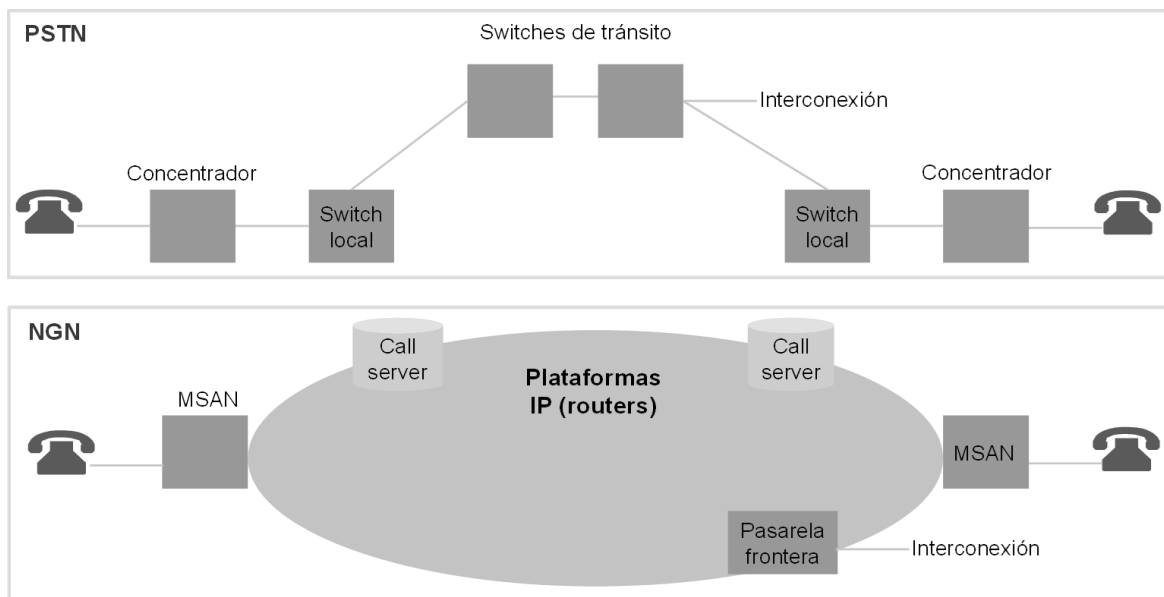 PSTN
Switches de tránsito
Interconexión
Concentrador
Concentrador
Switch
local
Switch
local
NGN
Call
server
Call
server
Plataformas
IP (routers)
MSAN
MSAN
Pasarela
frontera
Interconexión